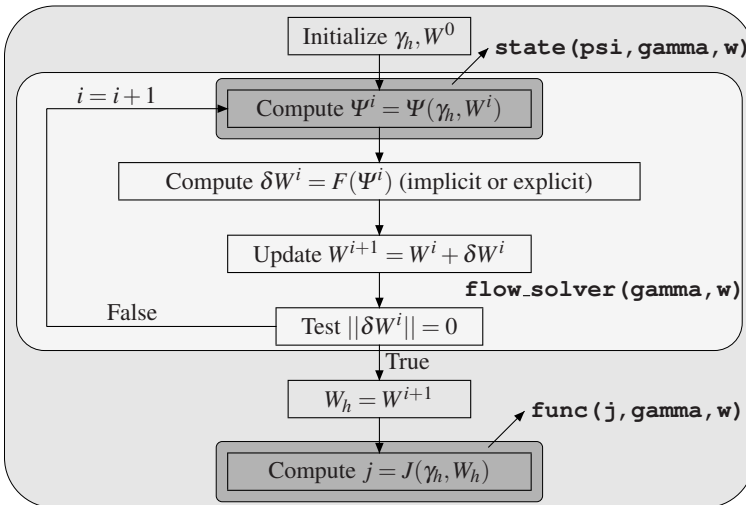 Initialize γ_h, W^0
state(psi,gamma,w)
i = i + 1
Compute Ψ^i = Ψ(γ_h, W^i)
Compute δW^i = F(Ψ^i) (implicit or explicit)
Update W^{i+1} = W^i + δW^i
flow_solver(gamma,w)
False
Test ||δW^i|| = 0
True
W_h = W^{i+1}
func(j,gamma,w)
Compute j = J(γ_h, W_h)